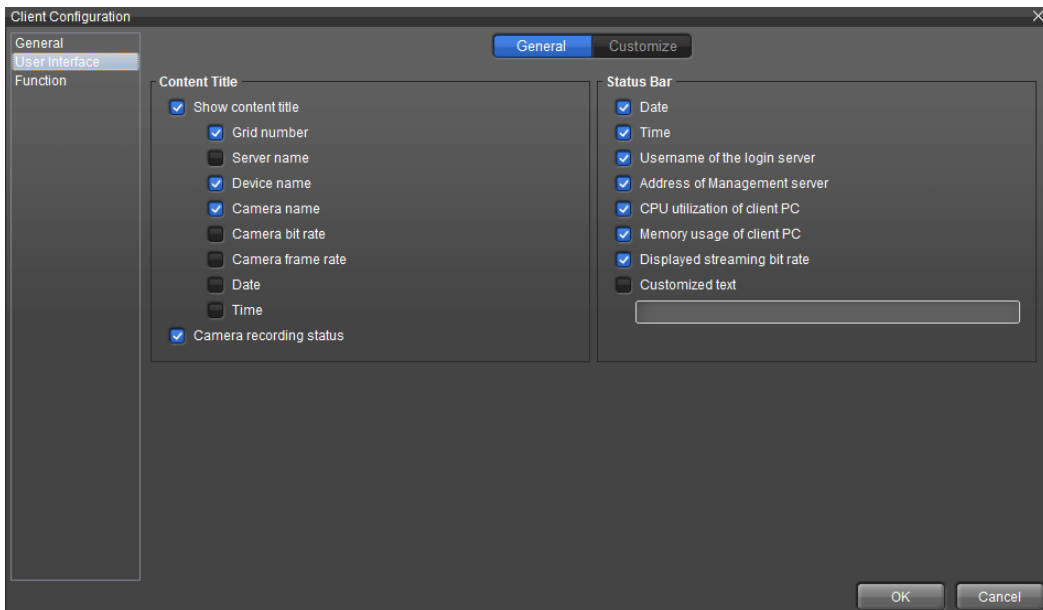 Client Configuration
General
User Interface
Function
General
Customize
Content Title
Show content title
Grid number
Server name
Device name
Camera name
Camera bit rate
Camera frame rate
Date
Time
Camera recording status
Status Bar
Date
Time
Username of the login server
Address of Management server
CPU utilization of client PC
Memory usage of client PC
Displayed streaming bit rate
Customized text
OK
Cancel